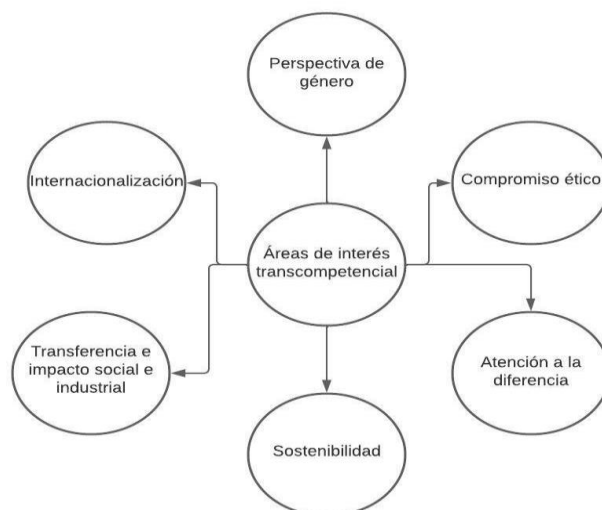 Perspectiva de
género
Internacionalización
Compromiso ético
Áreas de interés
transcompetencial
Transferencia e
impacto social e
industrial
Atención a la
diferencia
Sostenibilidad